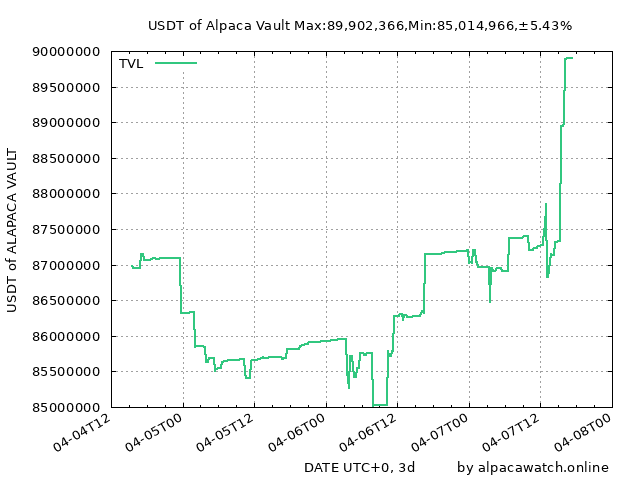 USDT of Alpaca Vault Max:89,902,366,Min:85,014,966,±5.43%
TVL
90000000
89500000
89000000
88500000
88000000
87500000
87000000
86500000
86000000
85500000
85000000
USDT of ALAPACA VAULT
04-04T12
04-05T00
04-05T12
04-06T00
04-06T12
04-07T00
04-07T12
04-08T00
DATE UTC+0, 3d
by alpacawatch.online